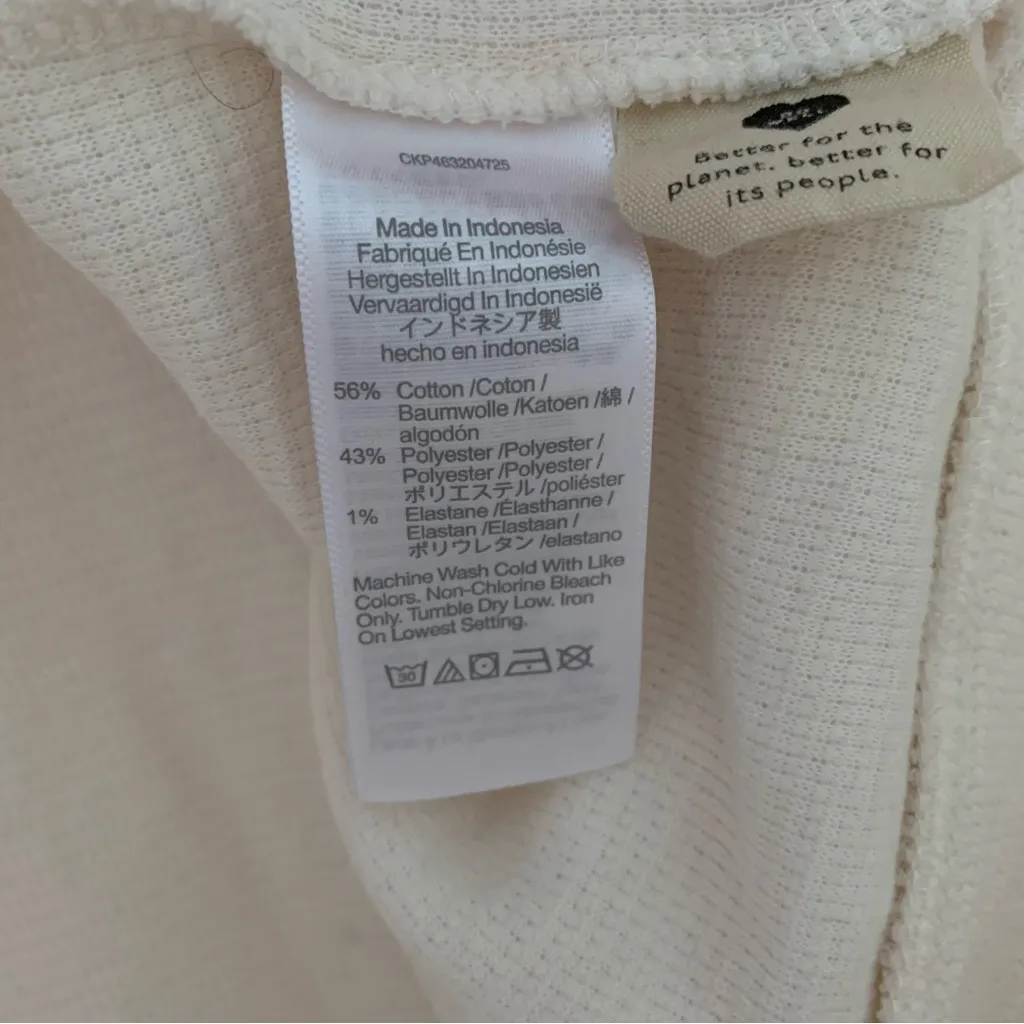 CKP463204725
Made In Indonesia
Fabriqué En Indonésie
Hergestellt In Indonesien
Vervaardigd In Indonesië
インドネシア製
hecho en indonesia
56% Cotton /Coton /
Baumwolle /Katoen /綿 /
algodón
43% Polyester /Polyester /
Polyester /Polyester /
ポリエステル /poliéster
1% Elastane /Élasthanne /
Elastan /Elastaan /
ポリウレタン /elastano
Machine Wash Cold With Like
Colors. Non-Chlorine Bleach
Only. Tumble Dry Low. Iron
On Lowest Setting.
30
Better for the
planet. better for
its people.